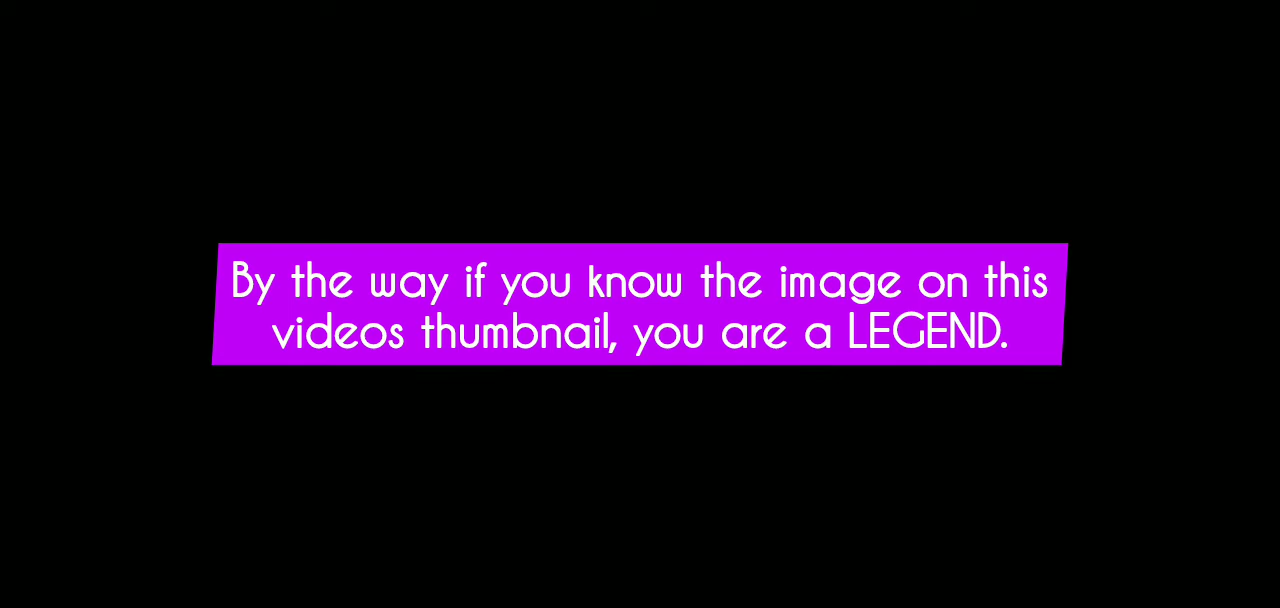 By the way if you know the image on this
videos thumbnail, you are a LEGEND.